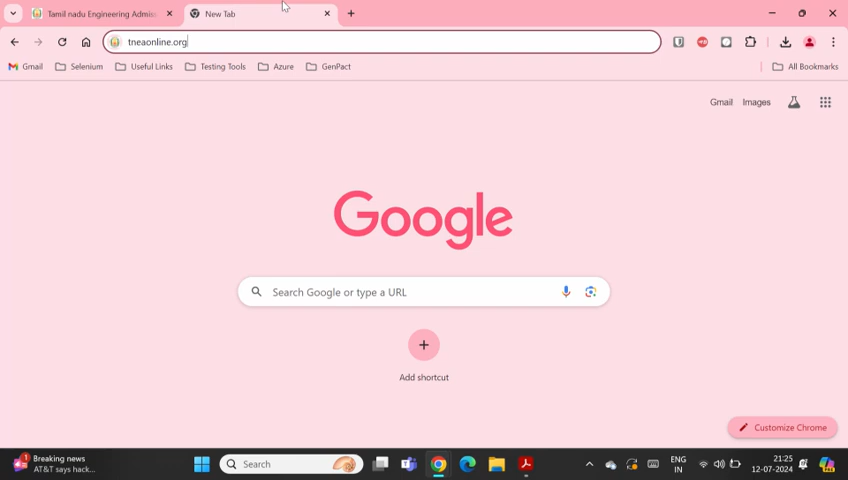 Tamil nadu Engineering Admis
New Tab
tneaonline.org
Gmail
Selenium
Useful Links
Testing Tools
Azure
GenPact
All Bookmarks
Gmail
Images
Google
Search Google or type a URL
Add shortcut
Customize Chrome
1
Breaking news
AT&T says hack...
Search
ENG
IN
21:25
12-07-2024